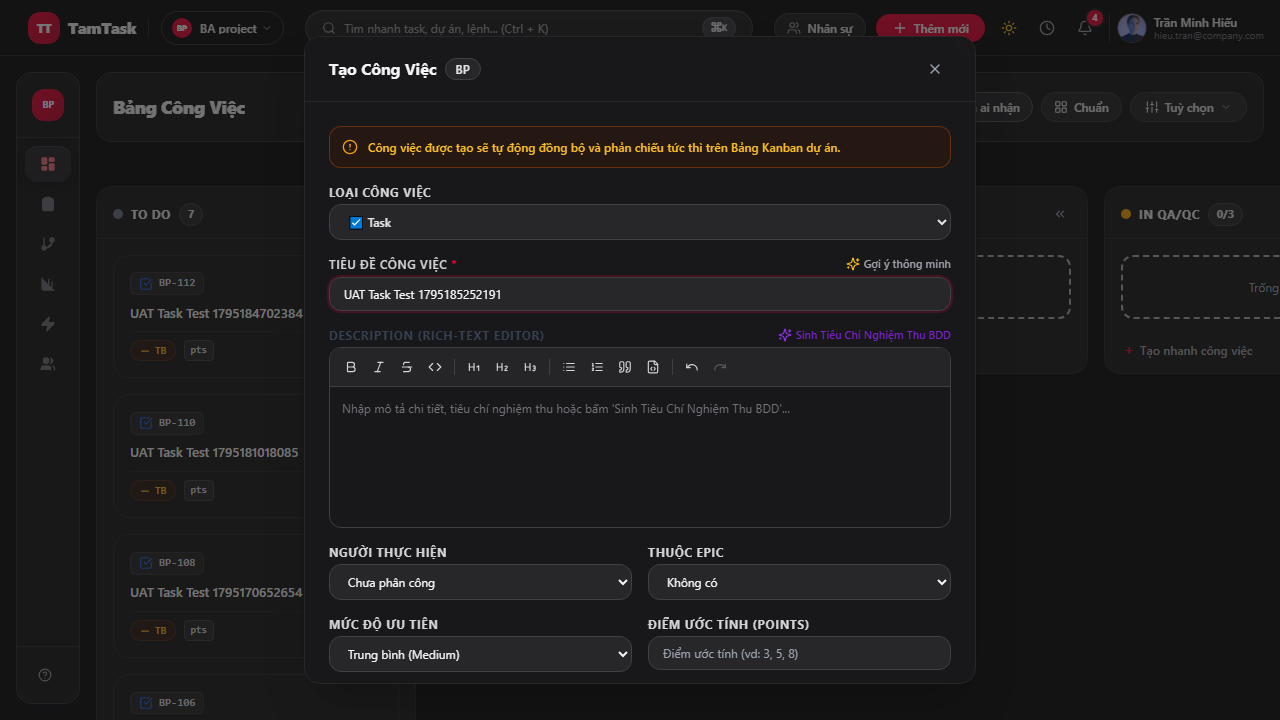 TT TamTask
BP BA project
Tìm nhanh task, dự án, lệnh... (Ctrl + K)
⌘K
Nhân sự
Thêm mới
4
Trần Minh Hiếu
hieu.tran@company.com
BP
Bảng Công Việc
ai nhận
Chuẩn
Tuỳ chọn
TO DO 7
BP-112
UAT Task Test 1795184702384
TB pts
BP-110
UAT Task Test 1795181018085
TB pts
BP-108
UAT Task Test 1795170652654
TB pts
BP-106
Tạo Công Việc BP
Công việc được tạo sẽ tự động đồng bộ và phản chiếu tức thì trên Bảng Kanban dự án.
LOẠI CÔNG VIỆC
Task
TIÊU ĐỀ CÔNG VIỆC *
Gợi ý thông minh
UAT Task Test 1795185252191
DESCRIPTION (RICH-TEXT EDITOR)
Sinh Tiêu Chí Nghiệm Thu BDD
B I S <> H1 H2 H3
Nhập mô tả chi tiết, tiêu chí nghiệm thu hoặc bấm 'Sinh Tiêu Chí Nghiệm Thu BDD'...
NGƯỜI THỰC HIỆN
Chưa phân công
THUỘC EPIC
Không có
MỨC ĐỘ ƯU TIÊN
Trung bình (Medium)
ĐIỂM ƯỚC TÍNH (POINTS)
Điểm ước tính (vd: 3, 5, 8)
IN QA/QC 0/3
Trống
+ Tạo nhanh công việc